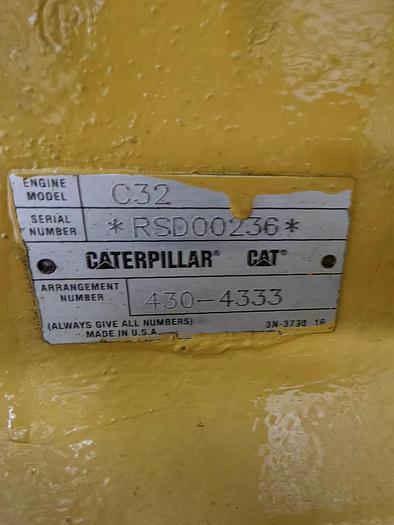 ENGINE MODEL C32
SERIAL NUMBER *RSD00236*
CATERPILLAR® CAT®
ARRANGEMENT NUMBER 430-4333
(ALWAYS GIVE ALL NUMBERS) 3N-3730 16
MADE IN U.S.A.